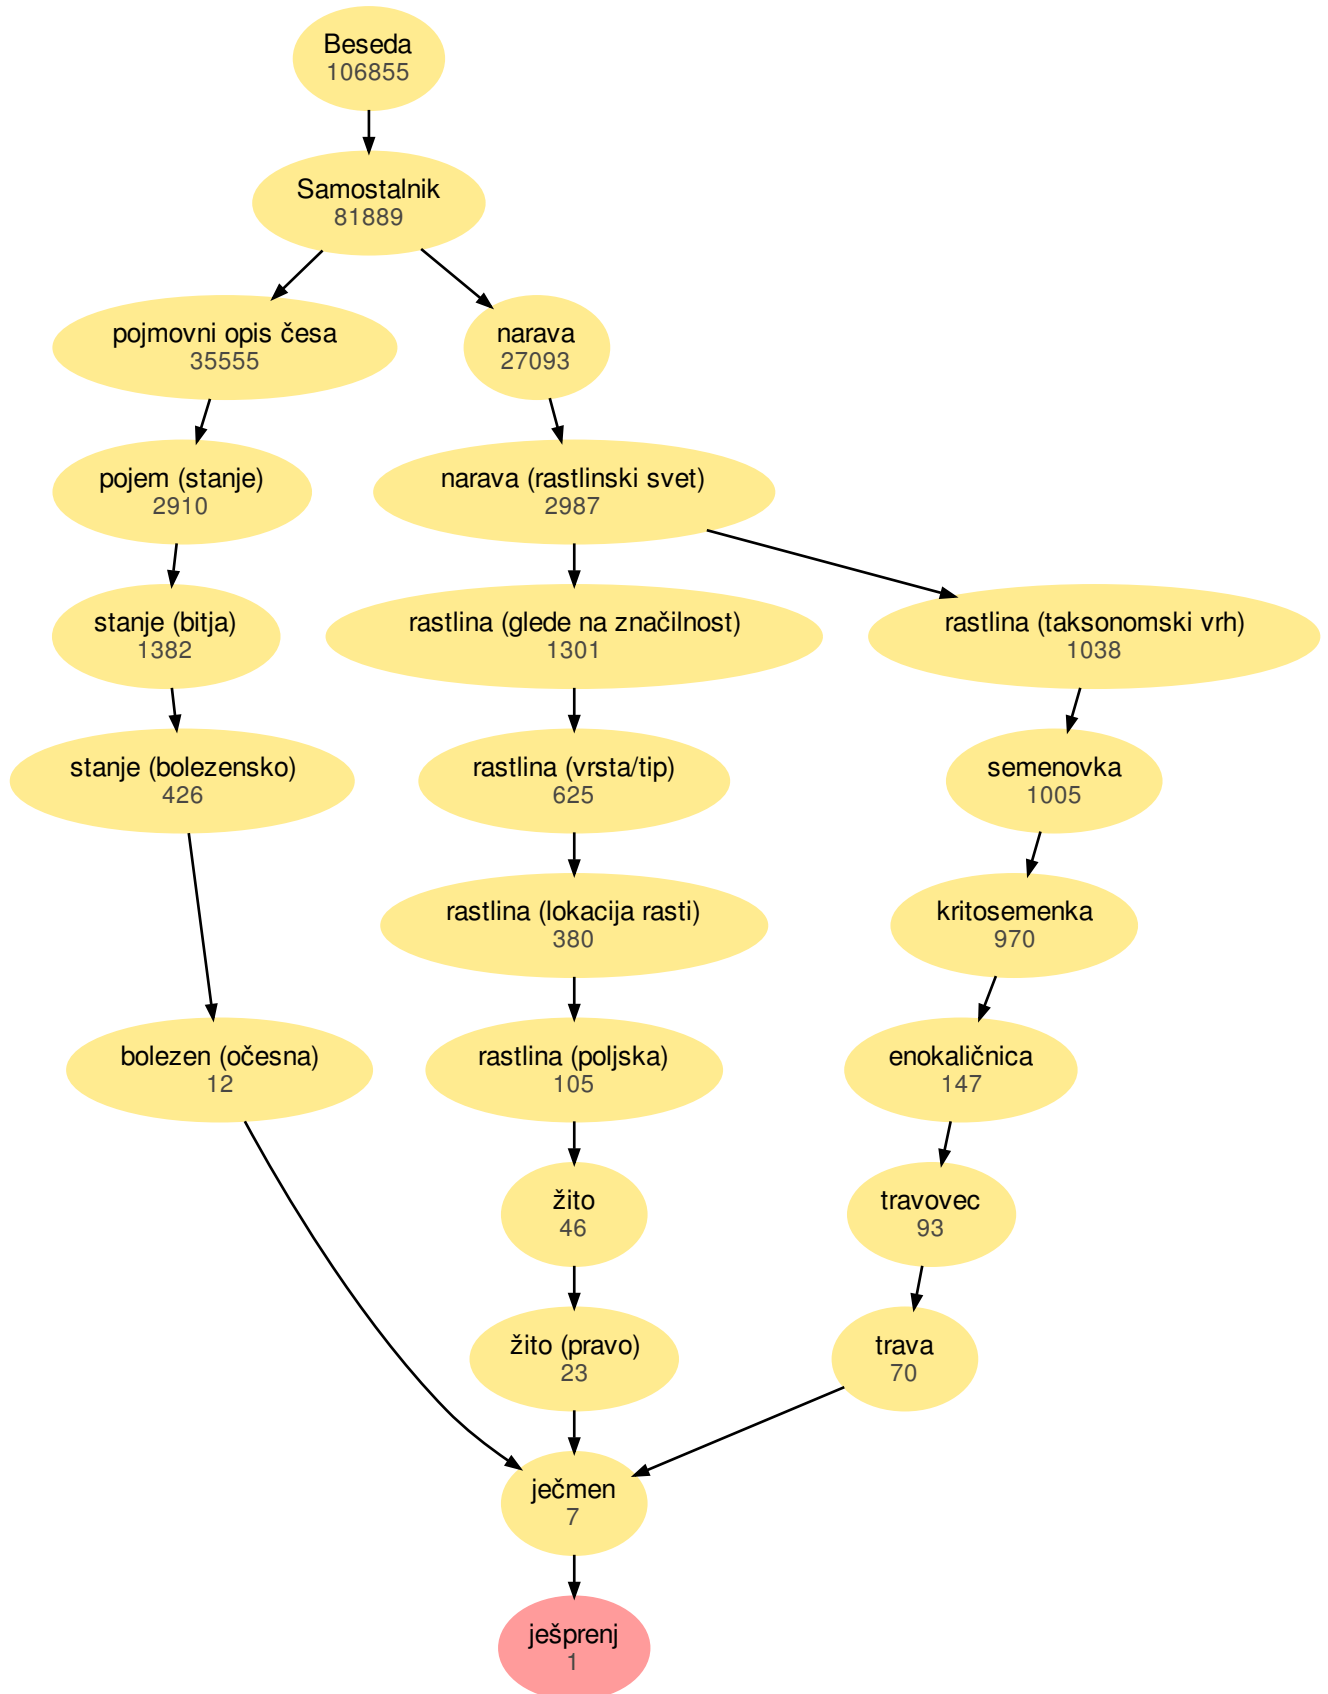 Beseda
106855
Samostalnik
81889
pojmovni opis česa
35555
narava
27093
pojem (stanje)
2910
narava (rastlinski svet)
2987
stanje (bitja)
1382
rastlina (glede na značilnost)
1301
rastlina (taksonomski vrh)
1038
stanje (bolezensko)
426
rastlina (vrsta/tip)
625
semenovka
1005
rastlina (lokacija rasti)
380
kritosemenka
970
bolezen (očesna)
12
rastlina (poljska)
105
enokaličnica
147
žito
46
travovec
93
žito (pravo)
23
trava
70
ječmen
7
ješprenj
1